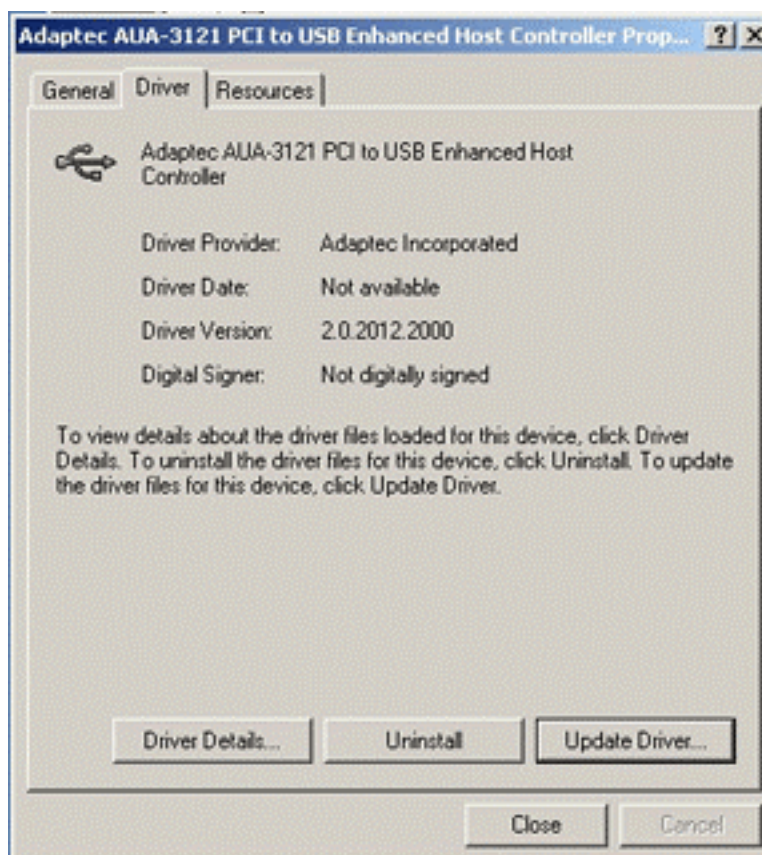 Adaptec AUA-3121 PCI to USB Enhanced Host Controller Prop...
General Driver Resources
Adaptec AUA-3121 PCI to USB Enhanced Host
Controller
Driver Provider: Adaptec Incorporated
Driver Date: Not available
Driver Version: 2.0.2012.2000
Digital Signer: Not digitally signed
To view details about the driver files loaded for this device, click Driver
Details. To uninstall the driver files for this device, click Uninstall. To update
the driver files for this device, click Update Driver.
Driver Details... Uninstall Update Driver...
Close Cancel